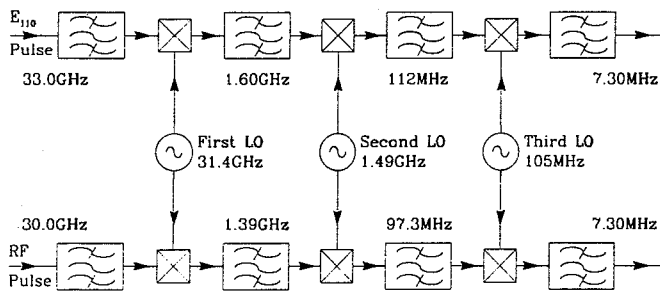 E110
Pulse
33.0GHz
1.60GHz
112MHz
7.30MHz
First LO
31.4GHz
Second LO
1.49GHz
Third LO
105MHz
30.0GHz
1.39GHz
97.3MHz
7.30MHz
RF
Pulse